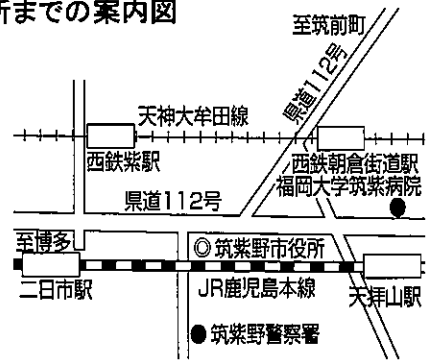 所までの案内図
至筑前町
県道112号
天神大牟田線
西鉄紫駅
西鉄朝倉街道駅
福岡大学筑紫病院
県道112号
至博多
◎筑紫野市役所
二日市駅
JR鹿児島本線
天拝山駅
●筑紫野警察署